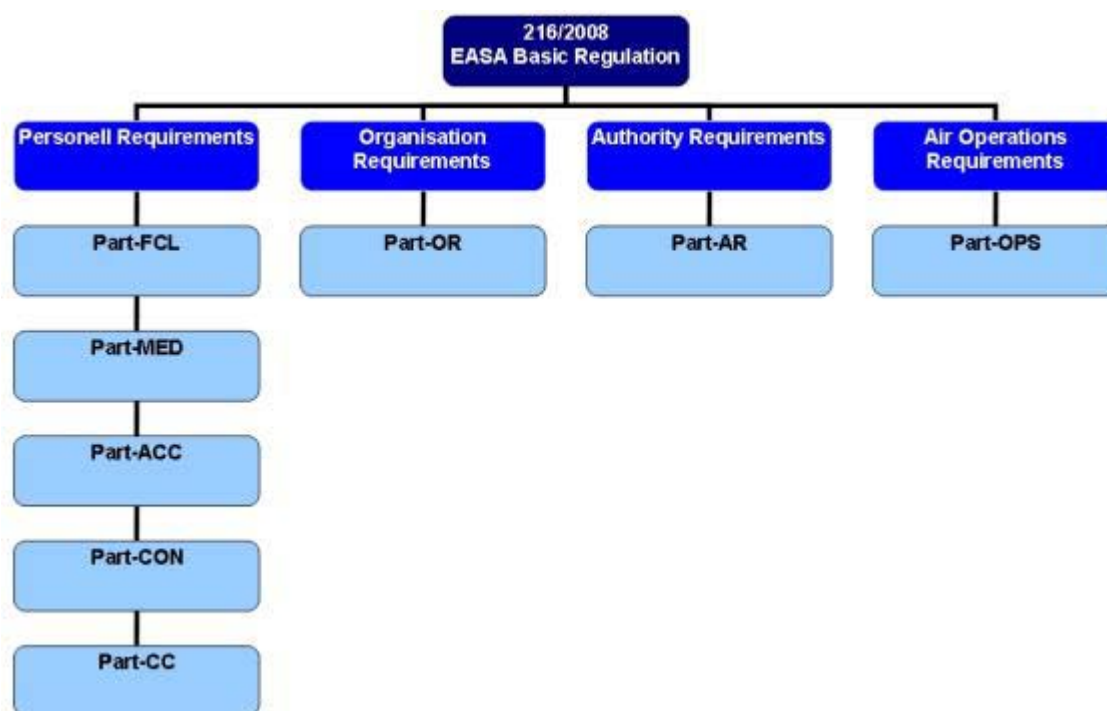 216/2008
EASA Basic Regulation
Personell Requirements
Organisation
Requirements
Authority Requirements
Air Operations
Requirements
Part-FCL
Part-OR
Part-AR
Part-OPS
Part-MED
Part-ACC
Part-CON
Part-CC